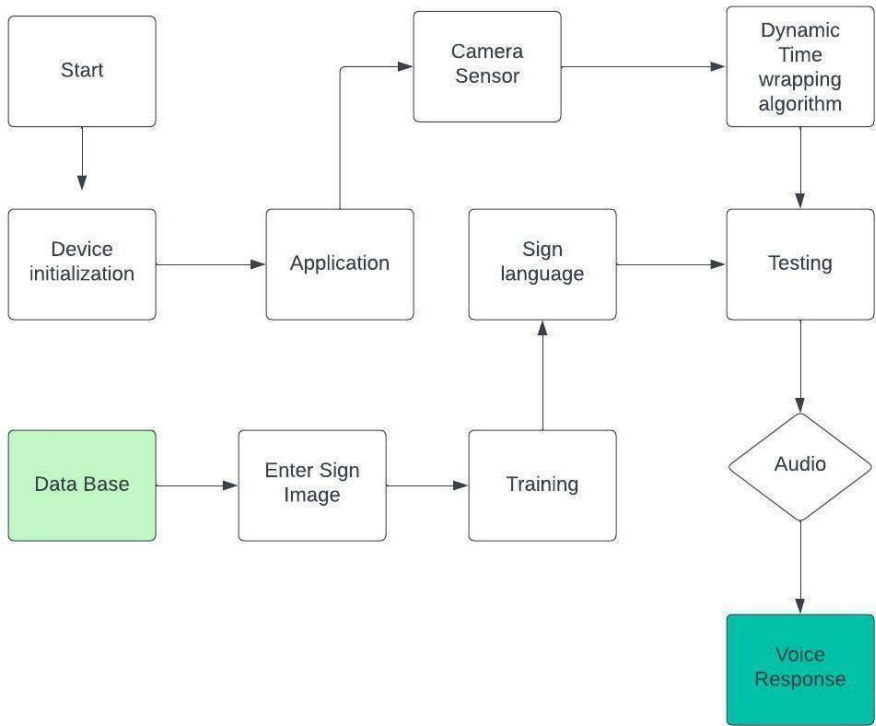 Start
Camera
Sensor
Dynamic
Time
wrapping
algorithm
Device
initialization
Application
Sign
language
Testing
Data Base
Enter Sign
Image
Training
Audio
Voice
Response